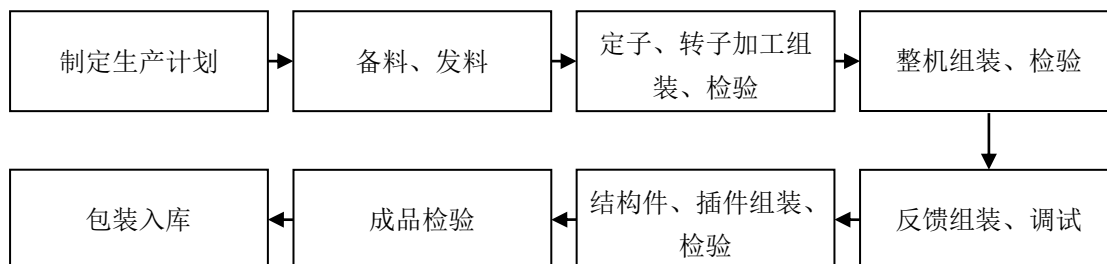 制定生产计划
备料、发料
定子、转子加工组
装、检验
整机组装、检验
反馈组装、调试
结构件、插件组装、
检验
成品检验
包装入库